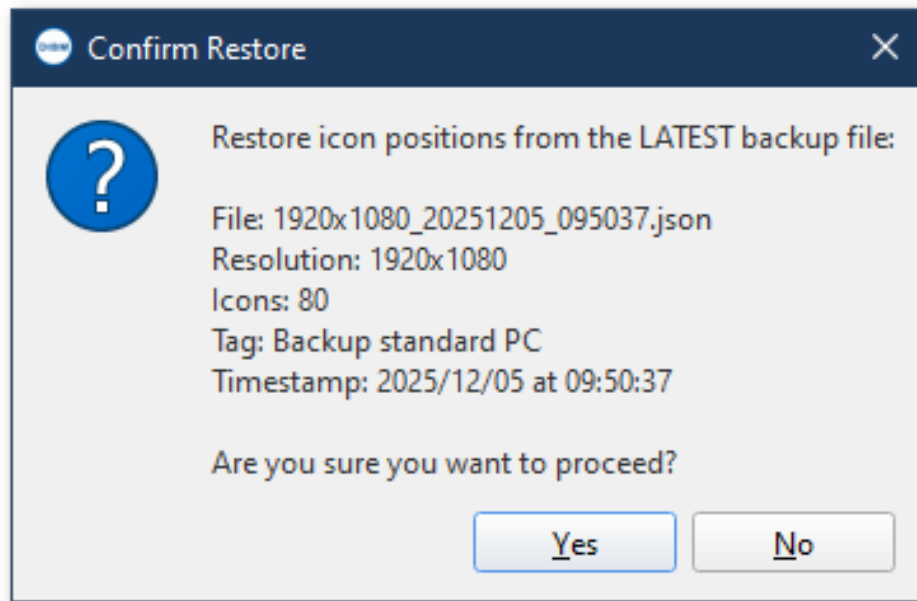 Confirm Restore
Restore icon positions from the LATEST backup file:
File: 1920x1080_20251205_095037.json
Resolution: 1920x1080
Icons: 80
Tag: Backup standard PC
Timestamp: 2025/12/05 at 09:50:37
Are you sure you want to proceed?
Yes
No